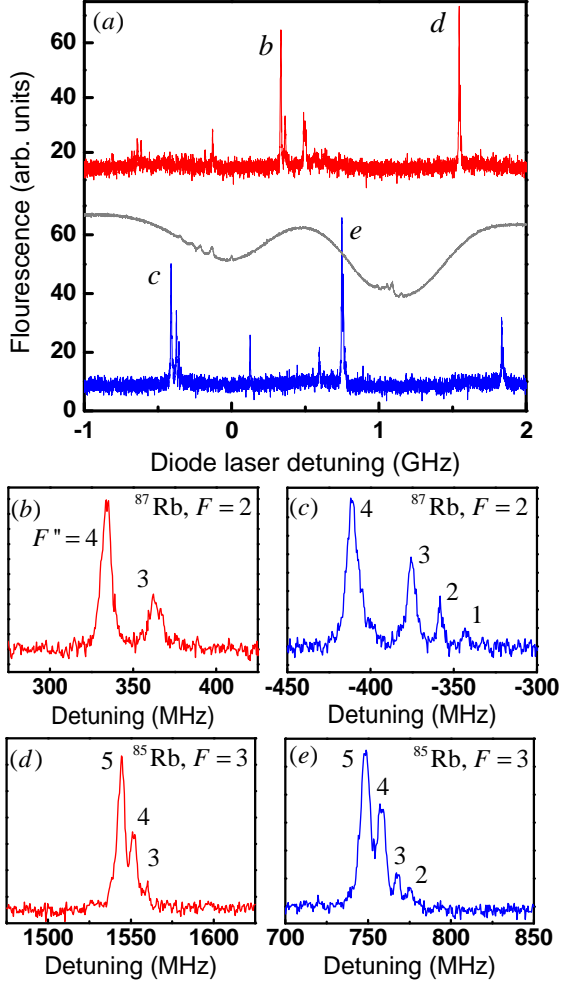 (a)
b
d
60
40
20
Flourescence (arb. units)
60
e
c
40
20
0
-1
0
1
2
Diode laser detuning (GHz)
(b)
87Rb, F = 2
F" = 4
3
300
350
400
Detuning (MHz)
(c)
87Rb, F = 2
4
3
2
1
-450
-400
-350
-300
Detuning (MHz)
(d)
85Rb, F = 3
5
4
3
1500
1550
1600
Detuning (MHz)
(e)
85Rb, F = 3
5
4
3
2
700
750
800
850
Detuning (MHz)